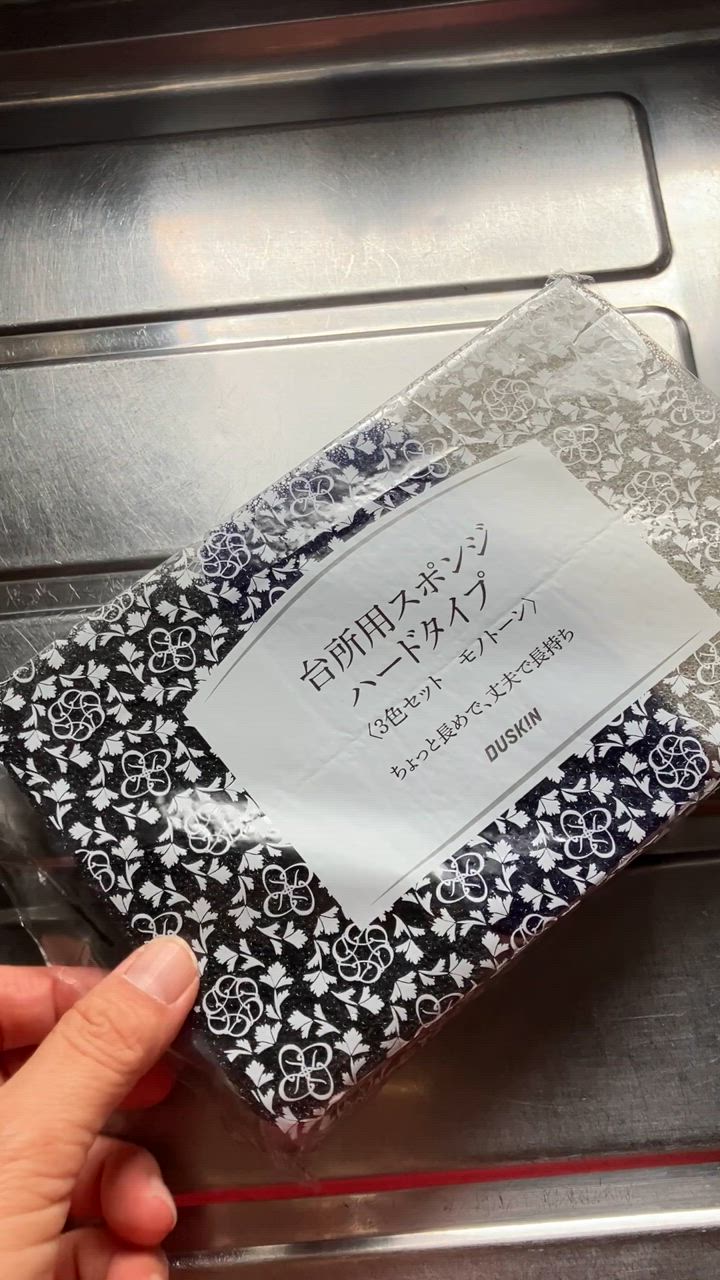 台所用スポンジ
ハードタイプ
〈3色セット　モノトーン〉
ちょっと長めで、丈夫で長持ち
DUSKIN